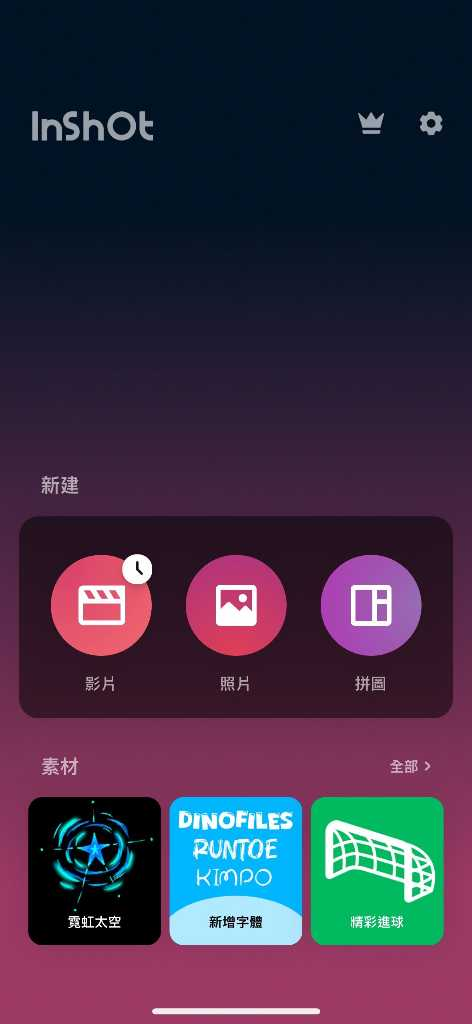 InShOt
新建
影片
照片
拼圖
素材
全部
DINOFILES
RUNTOE
KIMPO
霓虹太空
新增字體
精彩進球